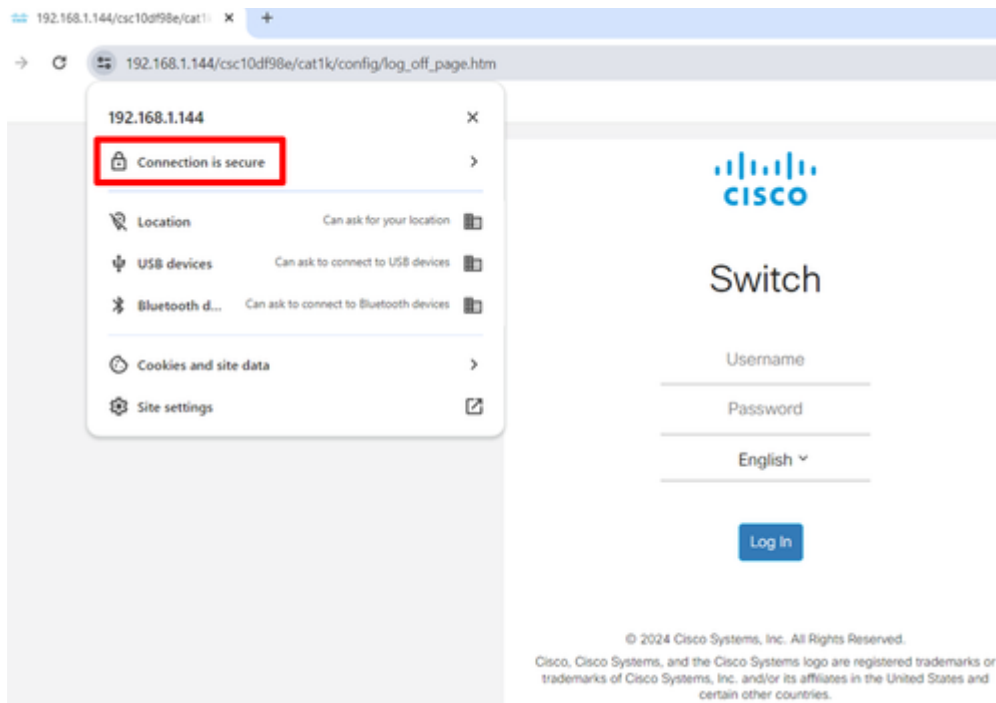 192.168.1.144/csc10df98e/cat1
192.168.1.144/csc10df98e/cat1k/config/log_off_page.htm
192.168.1.144
Connection is secure
Location Can ask for your location
USB devices Can ask to connect to USB devices
Bluetooth d... Can ask to connect to Bluetooth devices
Cookies and site data
Site settings
CISCO
Switch
Username
Password
English
Log In
© 2024 Cisco Systems, Inc. All Rights Reserved.
Cisco, Cisco Systems, and the Cisco Systems logo are registered trademarks or
trademarks of Cisco Systems, Inc. and/or its affiliates in the United States and
certain other countries.